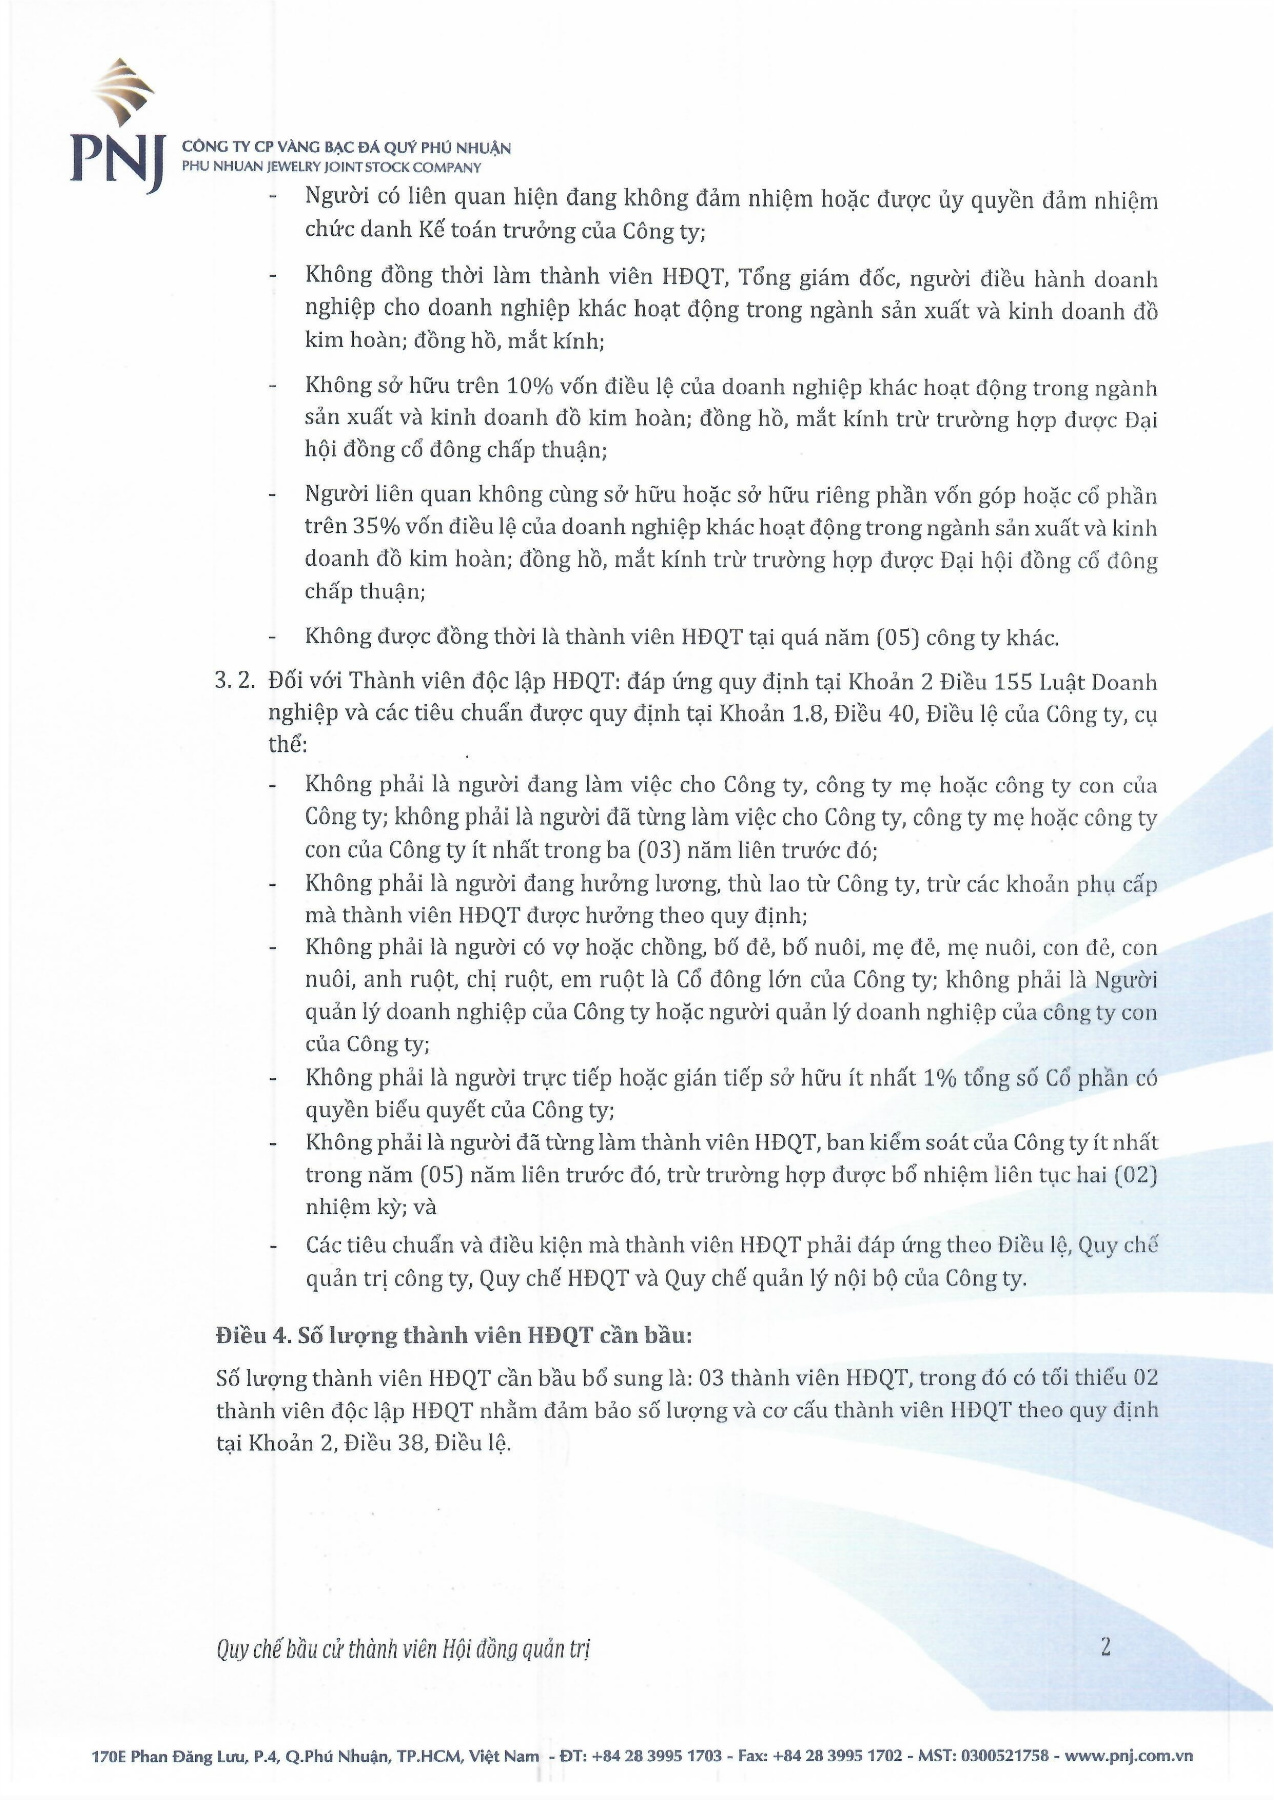 PNJ
CÔNG TY CP VÀNG BẠC ĐÁ QUÝ PHÚ NHUẬN
PHU NHUAN JEWELRY JOINT STOCK COMPANY
- Người có liên quan hiện đang không đảm nhiệm hoặc được ủy quyền đảm nhiệm
chức danh Kế toán trưởng của Công ty;
- Không đồng thời làm thành viên HĐQT, Tổng giám đốc, người điều hành doanh
nghiệp cho doanh nghiệp khác hoạt động trong ngành sản xuất và kinh doanh đồ
kim hoàn; đồng hồ, mắt kính;
- Không sở hữu trên 10% vốn điều lệ của doanh nghiệp khác hoạt động trong ngành
sản xuất và kinh doanh đồ kim hoàn; đồng hồ, mắt kính trừ trường hợp được Đại
hội đồng cổ đông chấp thuận;
- Người liên quan không cùng sở hữu hoặc sở hữu riêng phần vốn góp hoặc cổ phần
trên 35% vốn điều lệ của doanh nghiệp khác hoạt động trong ngành sản xuất và kinh
doanh đồ kim hoàn; đồng hồ, mắt kính trừ trường hợp được Đại hội đồng cổ đông
chấp thuận;
- Không được đồng thời là thành viên HĐQT tại quá năm (05) công ty khác.
3. 2. Đối với Thành viên độc lập HĐQT: đáp ứng quy định tại Khoản 2 Điều 155 Luật Doanh
nghiệp và các tiêu chuẩn được quy định tại Khoản 1.8, Điều 40, Điều lệ của Công ty, cụ
thể:
- Không phải là người đang làm việc cho Công ty, công ty mẹ hoặc công ty con của
Công ty; không phải là người đã từng làm việc cho Công ty, công ty mẹ hoặc công ty
con của Công ty ít nhất trong ba (03) năm liên trước đó;
- Không phải là người đang hưởng lương, thù lao từ Công ty, trừ các khoản phụ cấp
mà thành viên HĐQT được hưởng theo quy định;
- Không phải là người có vợ hoặc chồng, bố đẻ, bố nuôi, mẹ đẻ, mẹ nuôi, con đẻ, con
nuôi, anh ruột, chị ruột, em ruột là Cổ đông lớn của Công ty; không phải là Người
quản lý doanh nghiệp của Công ty hoặc người quản lý doanh nghiệp của công ty con
của Công ty;
- Không phải là người trực tiếp hoặc gián tiếp sở hữu ít nhất 1% tổng số Cổ phần có
quyền biểu quyết của Công ty;
- Không phải là người đã từng làm thành viên HĐQT, ban kiểm soát của Công ty ít nhất
trong năm (05) năm liên trước đó, trừ trường hợp được bổ nhiệm liên tục hai (02)
nhiệm kỳ; và
- Các tiêu chuẩn và điều kiện mà thành viên HĐQT phải đáp ứng theo Điều lệ, Quy chế
quản trị công ty, Quy chế HĐQT và Quy chế quản lý nội bộ của Công ty.
Điều 4. Số lượng thành viên HĐQT cần bầu:
Số lượng thành viên HĐQT cần bầu bổ sung là: 03 thành viên HĐQT, trong đó có tối thiểu 02
thành viên độc lập HĐQT nhằm đảm bảo số lượng và cơ cấu thành viên HĐQT theo quy định
tại Khoản 2, Điều 38, Điều lệ.
Quy chế bầu cử thành viên Hội đồng quản trị 2
170E Phan Đăng Lưu, P.4, Q.Phú Nhuận, TP.HCM, Việt Nam - ĐT: +84 28 3995 1703 - Fax: +84 28 3995 1702 - MST: 0300521758 - www.pnj.com.vn